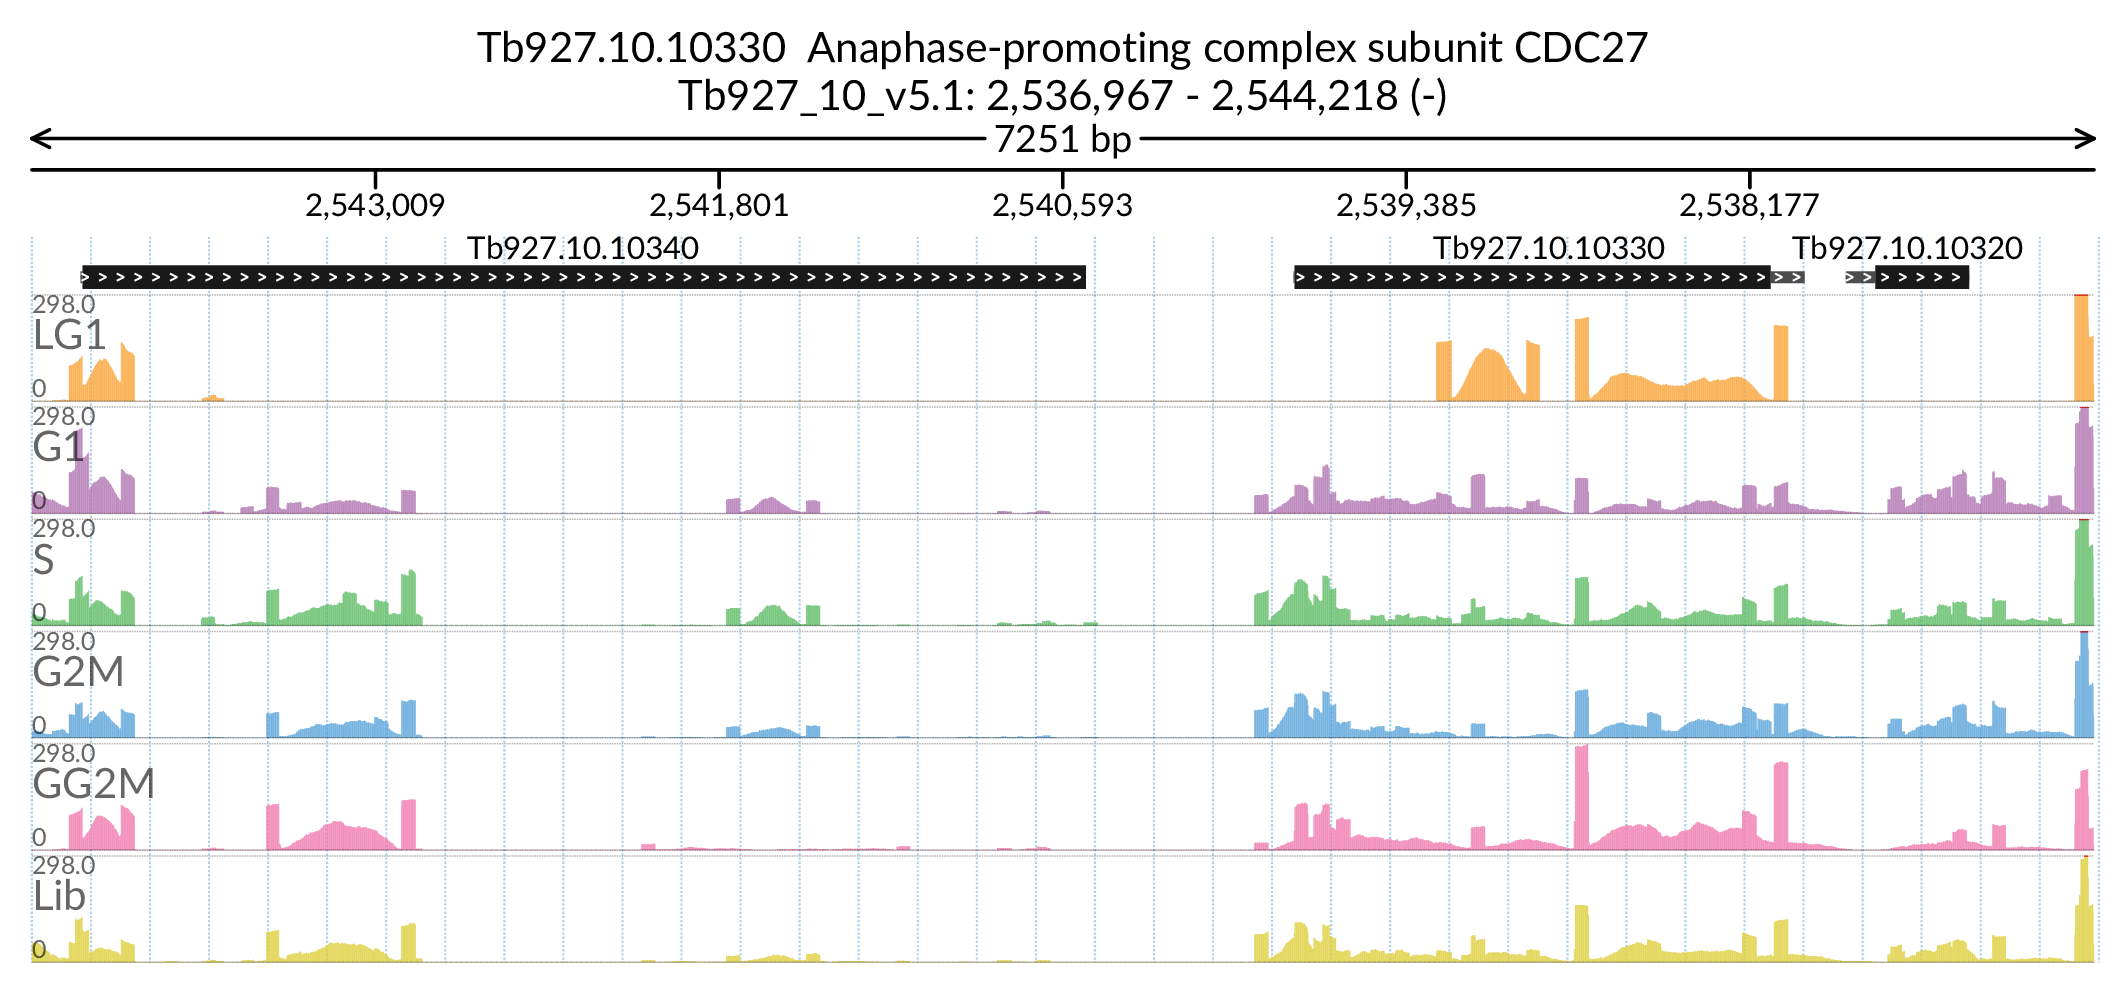 Tb927.10.10330 Anaphase-promoting complex subunit CDC27
Tb927_10_v5.1: 2,536,967 - 2,544,218 (-)
7251 bp
2,543,009 2,541,801 2,540,593 2,539,385 2,538,177
Tb927.10.10340 Tb927.10.10330 Tb927.10.10320
298.0
LG1
0
298.0
G1
0
298.0
S
0
298.0
G2M
0
298.0
GG2M
0
298.0
Lib
0